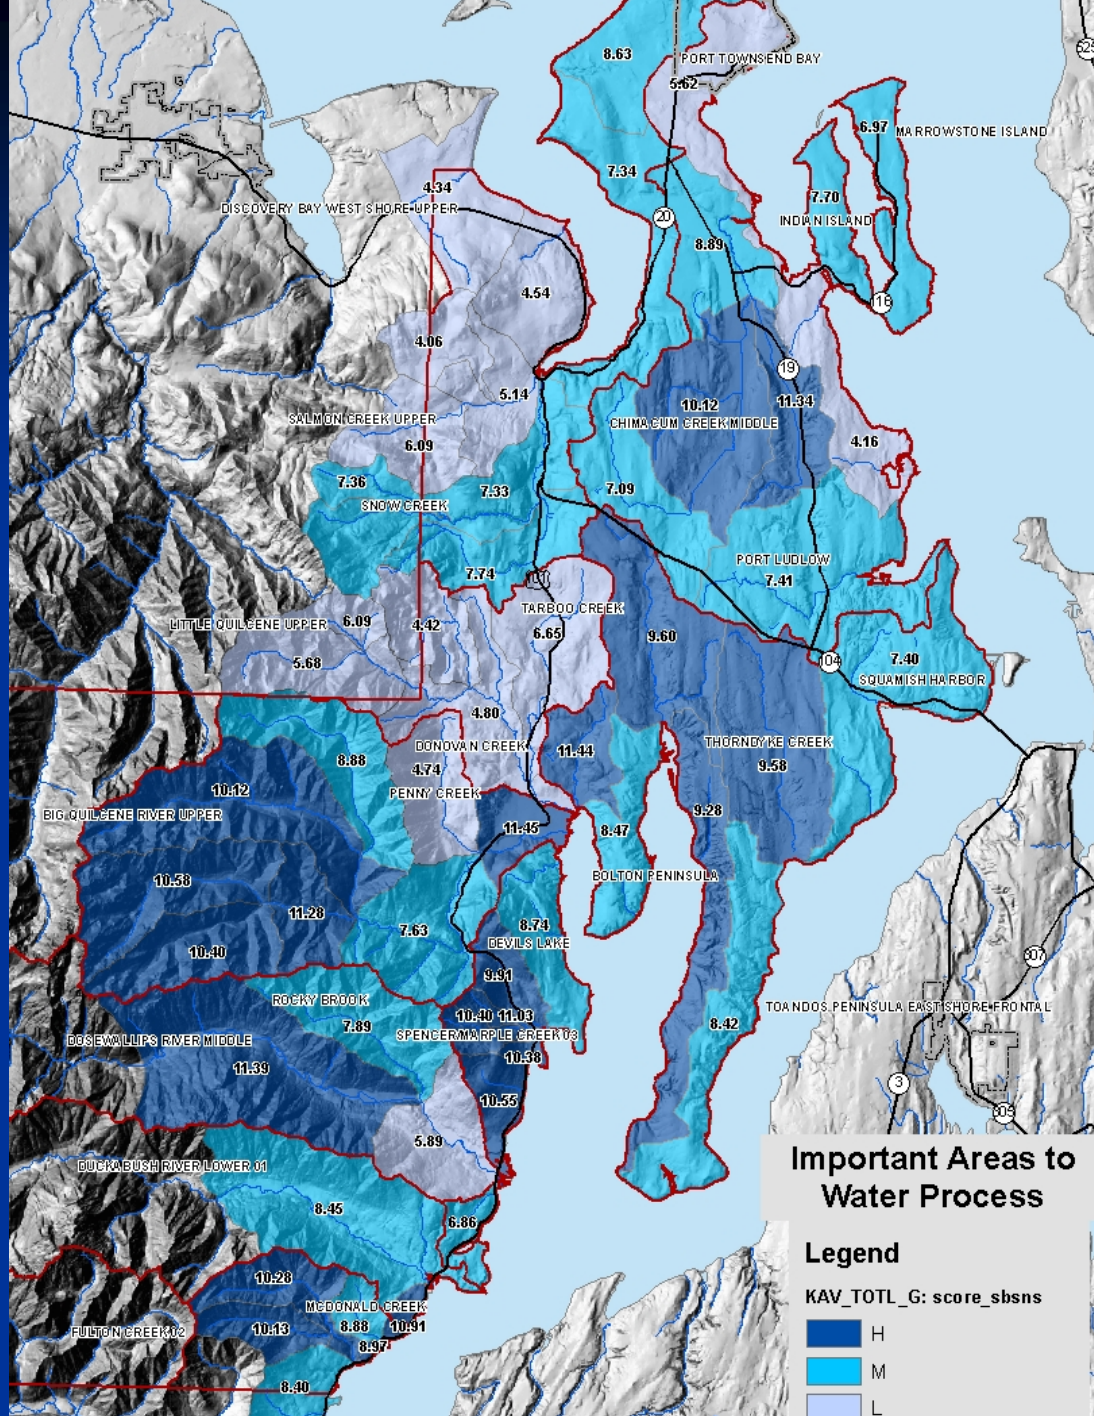 8.63
PORT TOWNSEND BAY
525
5.62
6.97
MARROWSTONE ISLAND
7.34
4.34
7.70
DISCOVERY BAY WEST SHORE UPPER
20
INDIAN ISLAND
8.89
4.54
116
4.06
19
5.14
10.12
11.34
SALMON CREEK UPPER
CHIMACUM CREEK MIDDLE
6.09
4.16
7.36
7.33
7.09
SNOW CREEK
PORT LUDLOW
7.74
7.41
TARBOO CREEK
LITTLE QUILCENE UPPER
6.09
4.42
6.65
9.60
5.68
104
7.40
SQUAMISH HARBOR
4.80
DONOVAN CREEK
11.44
THORNDYKE CREEK
8.88
4.74
9.58
10.12
PENNY CREEK
BIG QUILCENE RIVER UPPER
9.28
11.45
8.47
10.58
BOLTON PENINSULA
11.28
8.74
7.63
DEVILS LAKE
10.40
307
9.91
ROCKY BROOK
TOANDOS PENINSULA EAST SHORE FRONTAL
10.40
11.03
7.89
8.42
SPENCER/MARPLE CREEK 03
DOSEWALLIPS RIVER MIDDLE
10.38
11.39
3
10.55
5.89
Important Areas to
Water Process
DUCKABUSH RIVER LOWER 01
8.45
6.86
Legend
10.28
KAV_TOTL_G: score_sbsns
MCDONALD CREEK
10.13
8.88
10.91
FULTON CREEK 02
H
8.97
M
8.40
L